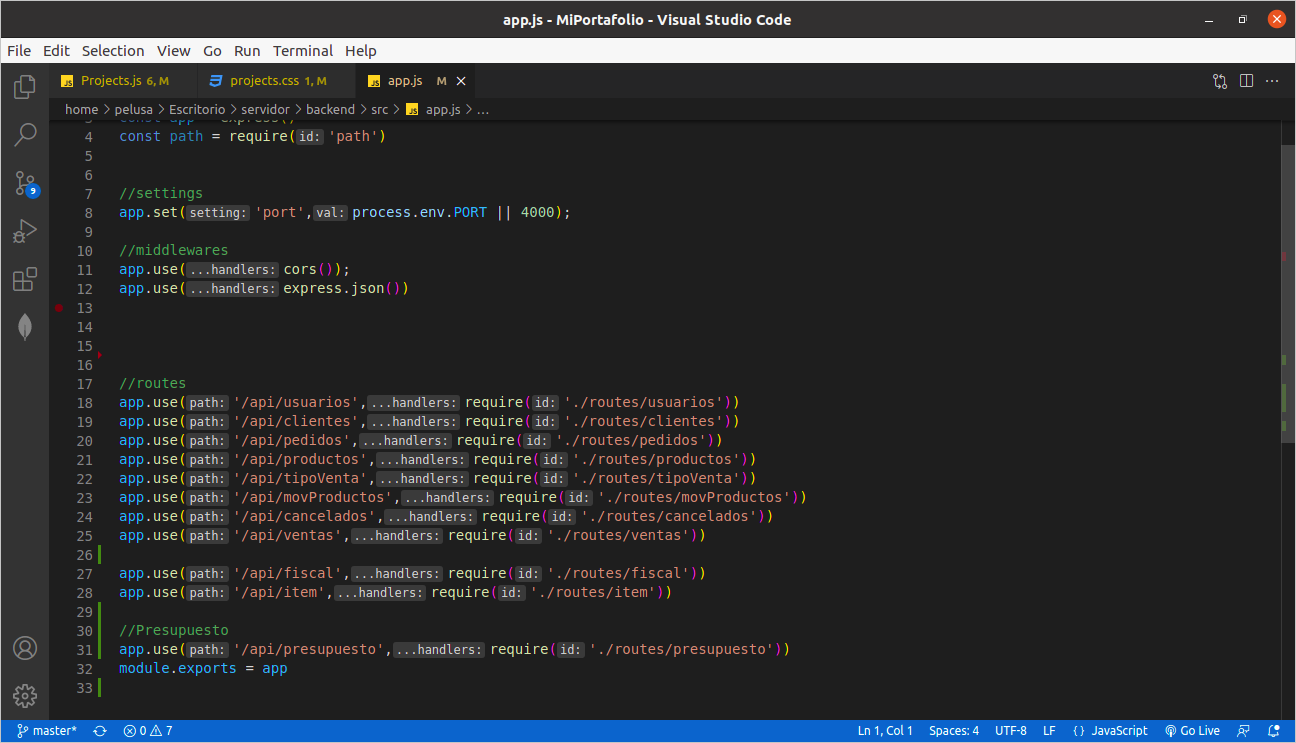 app.js - MiPortafolio - Visual Studio Code
File Edit Selection View Go Run Terminal Help
JS Projects.js 6, M projects.css 1, M JS app.js M
home > pelusa > Escritorio > servidor > backend > src > JS app.js > ...
3 const app = express()
4 const path = require(id: 'path')
5
6
7 //settings
8 app.set(setting: 'port',val: process.env.PORT || 4000);
9
10 //middlewares
11 app.use(...handlers: cors());
12 app.use(...handlers: express.json())
13
14
15
16
17 //routes
18 app.use(path: '/api/usuarios',...handlers: require(id: './routes/usuarios'))
19 app.use(path: '/api/clientes',...handlers: require(id: './routes/clientes'))
20 app.use(path: '/api/pedidos',...handlers: require(id: './routes/pedidos'))
21 app.use(path: '/api/productos',...handlers: require(id: './routes/productos'))
22 app.use(path: '/api/tipoVenta',...handlers: require(id: './routes/tipoVenta'))
23 app.use(path: '/api/movProductos',...handlers: require(id: './routes/movProductos'))
24 app.use(path: '/api/cancelados',...handlers: require(id: './routes/cancelados'))
25 app.use(path: '/api/ventas',...handlers: require(id: './routes/ventas'))
26
27 app.use(path: '/api/fiscal',...handlers: require(id: './routes/fiscal'))
28 app.use(path: '/api/item',...handlers: require(id: './routes/item'))
29
30 //Presupuesto
31 app.use(path: '/api/presupuesto',...handlers: require(id: './routes/presupuesto'))
32 module.exports = app
33
9
master* 0 7 Ln 1, Col 1 Spaces: 4 UTF-8 LF {} JavaScript Go Live